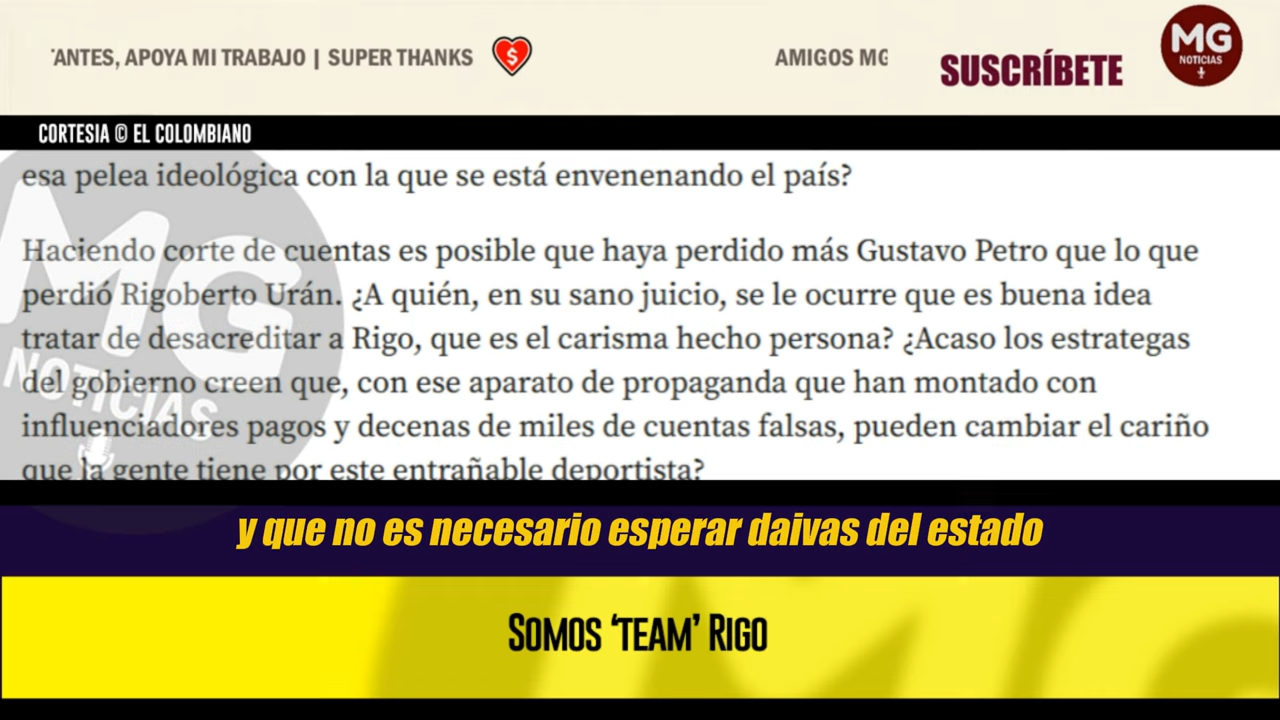 'ANTES, APOYA MI TRABAJO | SUPER THANKS
$
AMIGOS MG
SUSCRÍBETE
MG
NOTICIAS
CORTESIA © EL COLOMBIANO
esa pelea ideológica con la que se está envenenando el país?
Haciendo corte de cuentas es posible que haya perdido más Gustavo Petro que lo que
perdió Rigoberto Urán. ¿A quién, en su sano juicio, se le ocurre que es buena idea
tratar de desacreditar a Rigo, que es el carisma hecho persona? ¿Acaso los estrategas
del gobierno creen que, con ese aparato de propaganda que han montado con
influenciadores pagos y decenas de miles de cuentas falsas, pueden cambiar el cariño
que la gente tiene por este entrañable deportista?
MG
NOTICIAS
y que no es necesario esperar daivas del estado
Somos ‘team’ Rigo